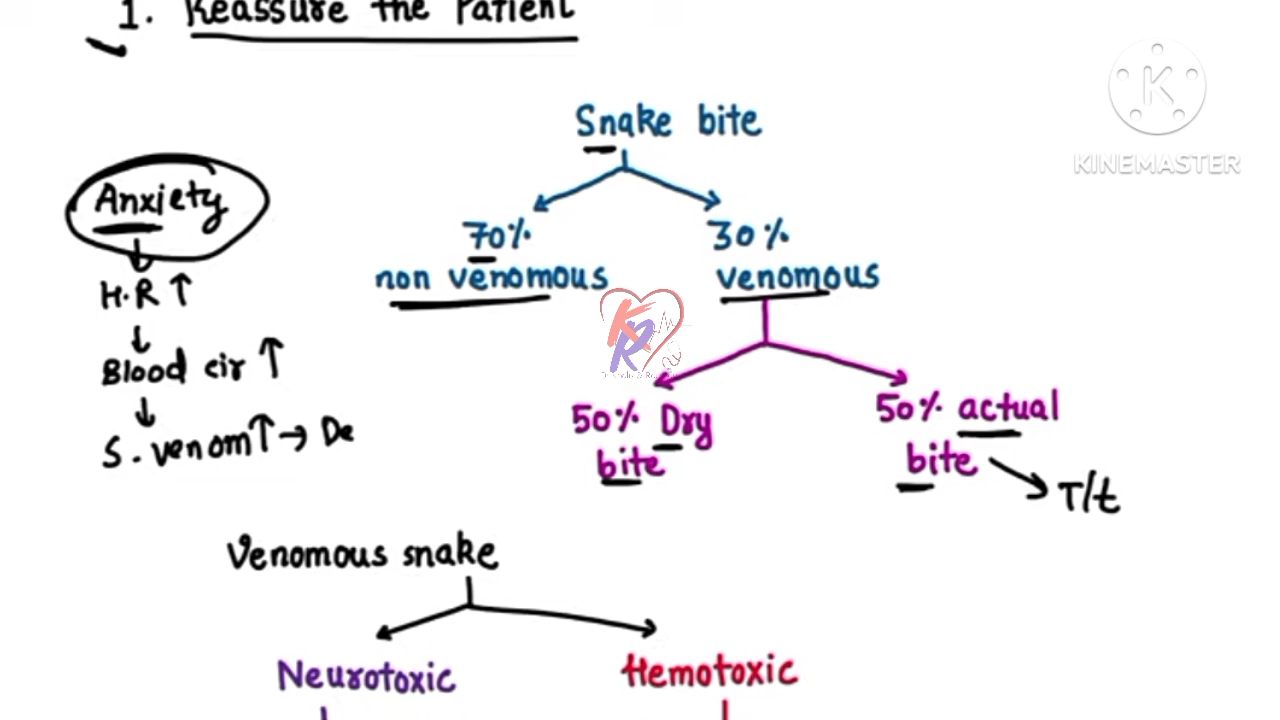 1. Reassure the Patient
KINEMASTER
Snake bite
70%
30%
non venomous
venomous
Anxiety
H.R ↑
Blood cir ↑
S. venom ↑ → De
50% Dry
bite
50% actual
bite
T/t
Venomous snake
Neurotoxic
Hemotoxic